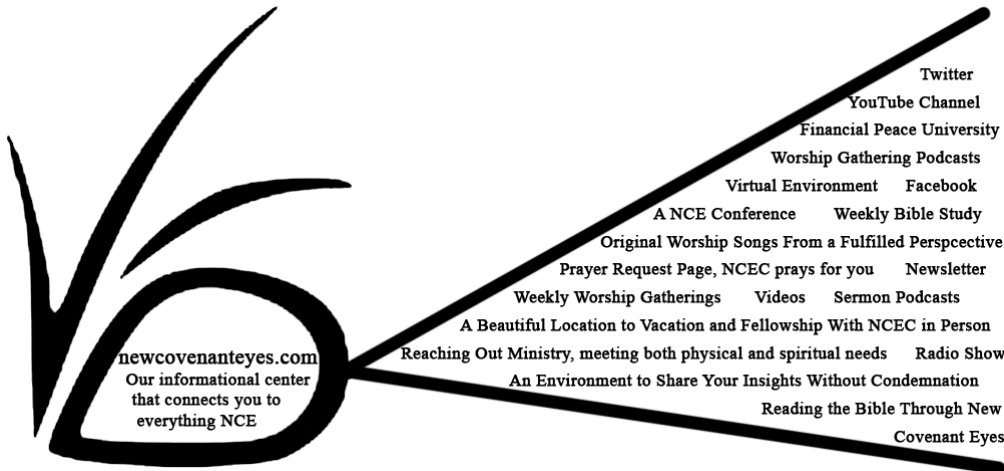 Twitter
YouTube Channel
Financial Peace University
Worship Gathering Podcasts
Virtual Environment Facebook
A NCE Conference Weekly Bible Study
Original Worship Songs From a Fulfilled Perspcective
Prayer Request Page, NCEC prays for you Newsletter
Weekly Worship Gatherings Videos Sermon Podcasts
A Beautiful Location to Vacation and Fellowship With NCEC in Person
Reaching Out Ministry, meeting both physical and spiritual needs Radio Show
An Environment to Share Your Insights Without Condemnation
Reading the Bible Through New
Covenant Eyes
newcovenanteyes.com
Our informational center
that connects you to
everything NCE